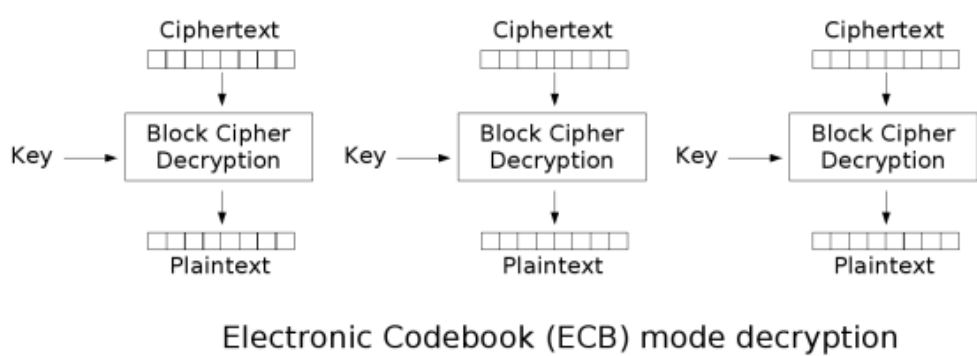 Ciphertext Ciphertext Ciphertext
Key Block Cipher Decryption Key Block Cipher Decryption Key Block Cipher Decryption
Plaintext Plaintext Plaintext
Electronic Codebook (ECB) mode decryption